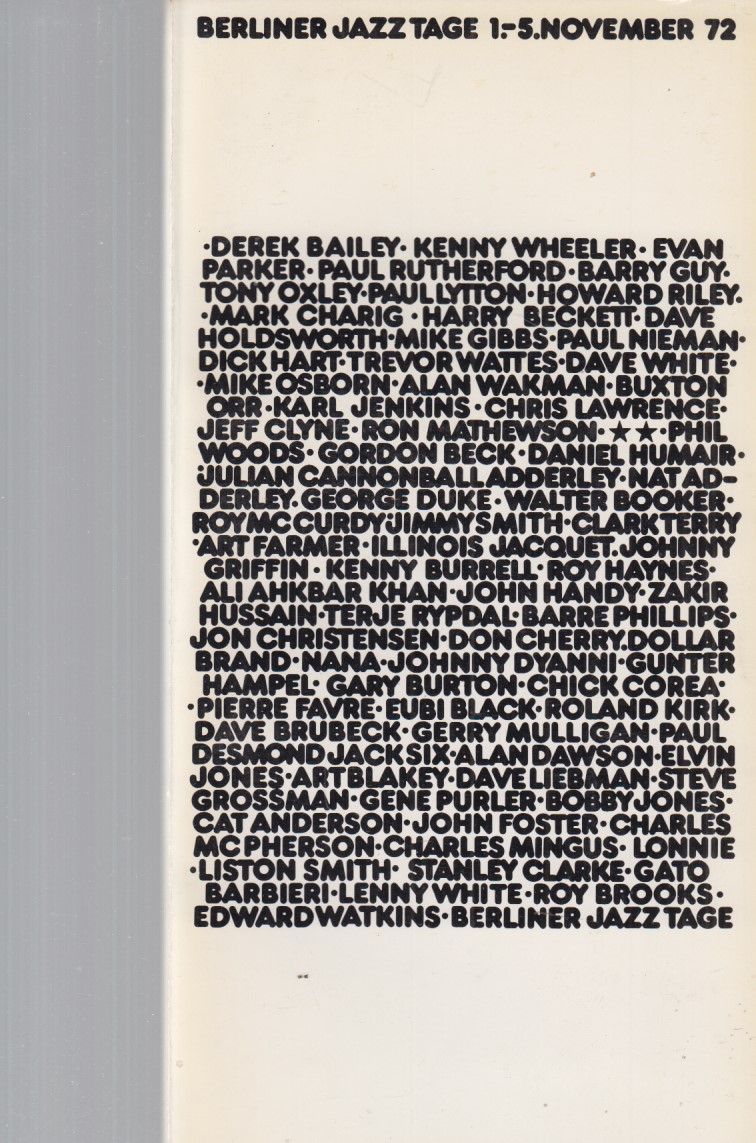 BERLINER JAZZ TAGE 1.-5. NOVEMBER 72
·DEREK BAILEY· KENNY WHEELER· EVAN
PARKER· PAUL RUTHERFORD· BARRY GUY·
TONY OXLEY·PAUL LYTTON·HOWARD RILEY·
·MARK CHARIG ·HARRY BECKETT·DAVE
HOLDSWORTH·MIKE GIBBS·PAUL NIEMAN·
DICK HART·TREVOR WATTES·DAVE WHITE·
·MIKE OSBORN·ALAN WAKMAN·BUXTON
ORR·KARL JENKINS·CHRIS LAWRENCE·
JEFF CLYNE·RON MATHEWSON·★★·PHIL
WOODS·GORDON BECK·DANIEL HUMAIR·
·JULIAN CANNONBALL ADDERLEY·NAT AD-
DERLEY·GEORGE DUKE·WALTER BOOKER·
ROY MC CURDY·JIMMY SMITH·CLARK TERRY
·ART FARMER·ILLINOIS JACQUET·JOHNNY
GRIFFIN·KENNY BURRELL·ROY HAYNES·
ALI AHKBAR KHAN·JOHN HANDY·ZAKIR
HUSSAIN·TERJE RYPDAL·BARRE PHILLIPS·
JON CHRISTENSEN·DON CHERRY·DOLLAR
BRAND·NANA·JOHNNY DYANNI·GUNTER
HAMPEL·GARY BURTON·CHICK COREA·
·PIERRE FAVRE·EUBI BLACK·ROLAND KIRK·
DAVE BRUBECK·GERRY MULLIGAN·PAUL
DESMOND JACK SIX·ALAN DAWSON·ELVIN
JONES·ART BLAKEY·DAVE LIEBMAN·STEVE
GROSSMAN·GENE PURLER·BOBBY JONES·
CAT ANDERSON·JOHN FOSTER·CHARLES
MC PHERSON·CHARLES MINGUS·LONNIE
·LISTON SMITH· STANLEY CLARKE·GATO
BARBIERI·LENNY WHITE·ROY BROOKS·
EDWARD WATKINS·BERLINER JAZZ TAGE